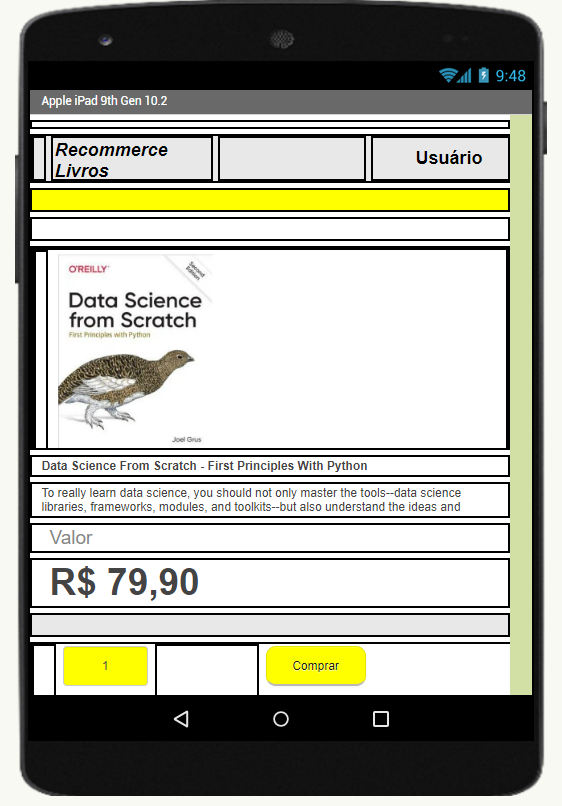 9:48
Apple iPad 9th Gen 10.2
Recommerce
Livros
Usuário
O'REILLY
Second
Edition
Data Science
from Scratch
First Principles with Python
Joel Grus
Data Science From Scratch - First Principles With Python
To really learn data science, you should not only master the tools--data science
libraries, frameworks, modules, and toolkits--but also understand the ideas and
Valor
R$ 79,90
1
Comprar